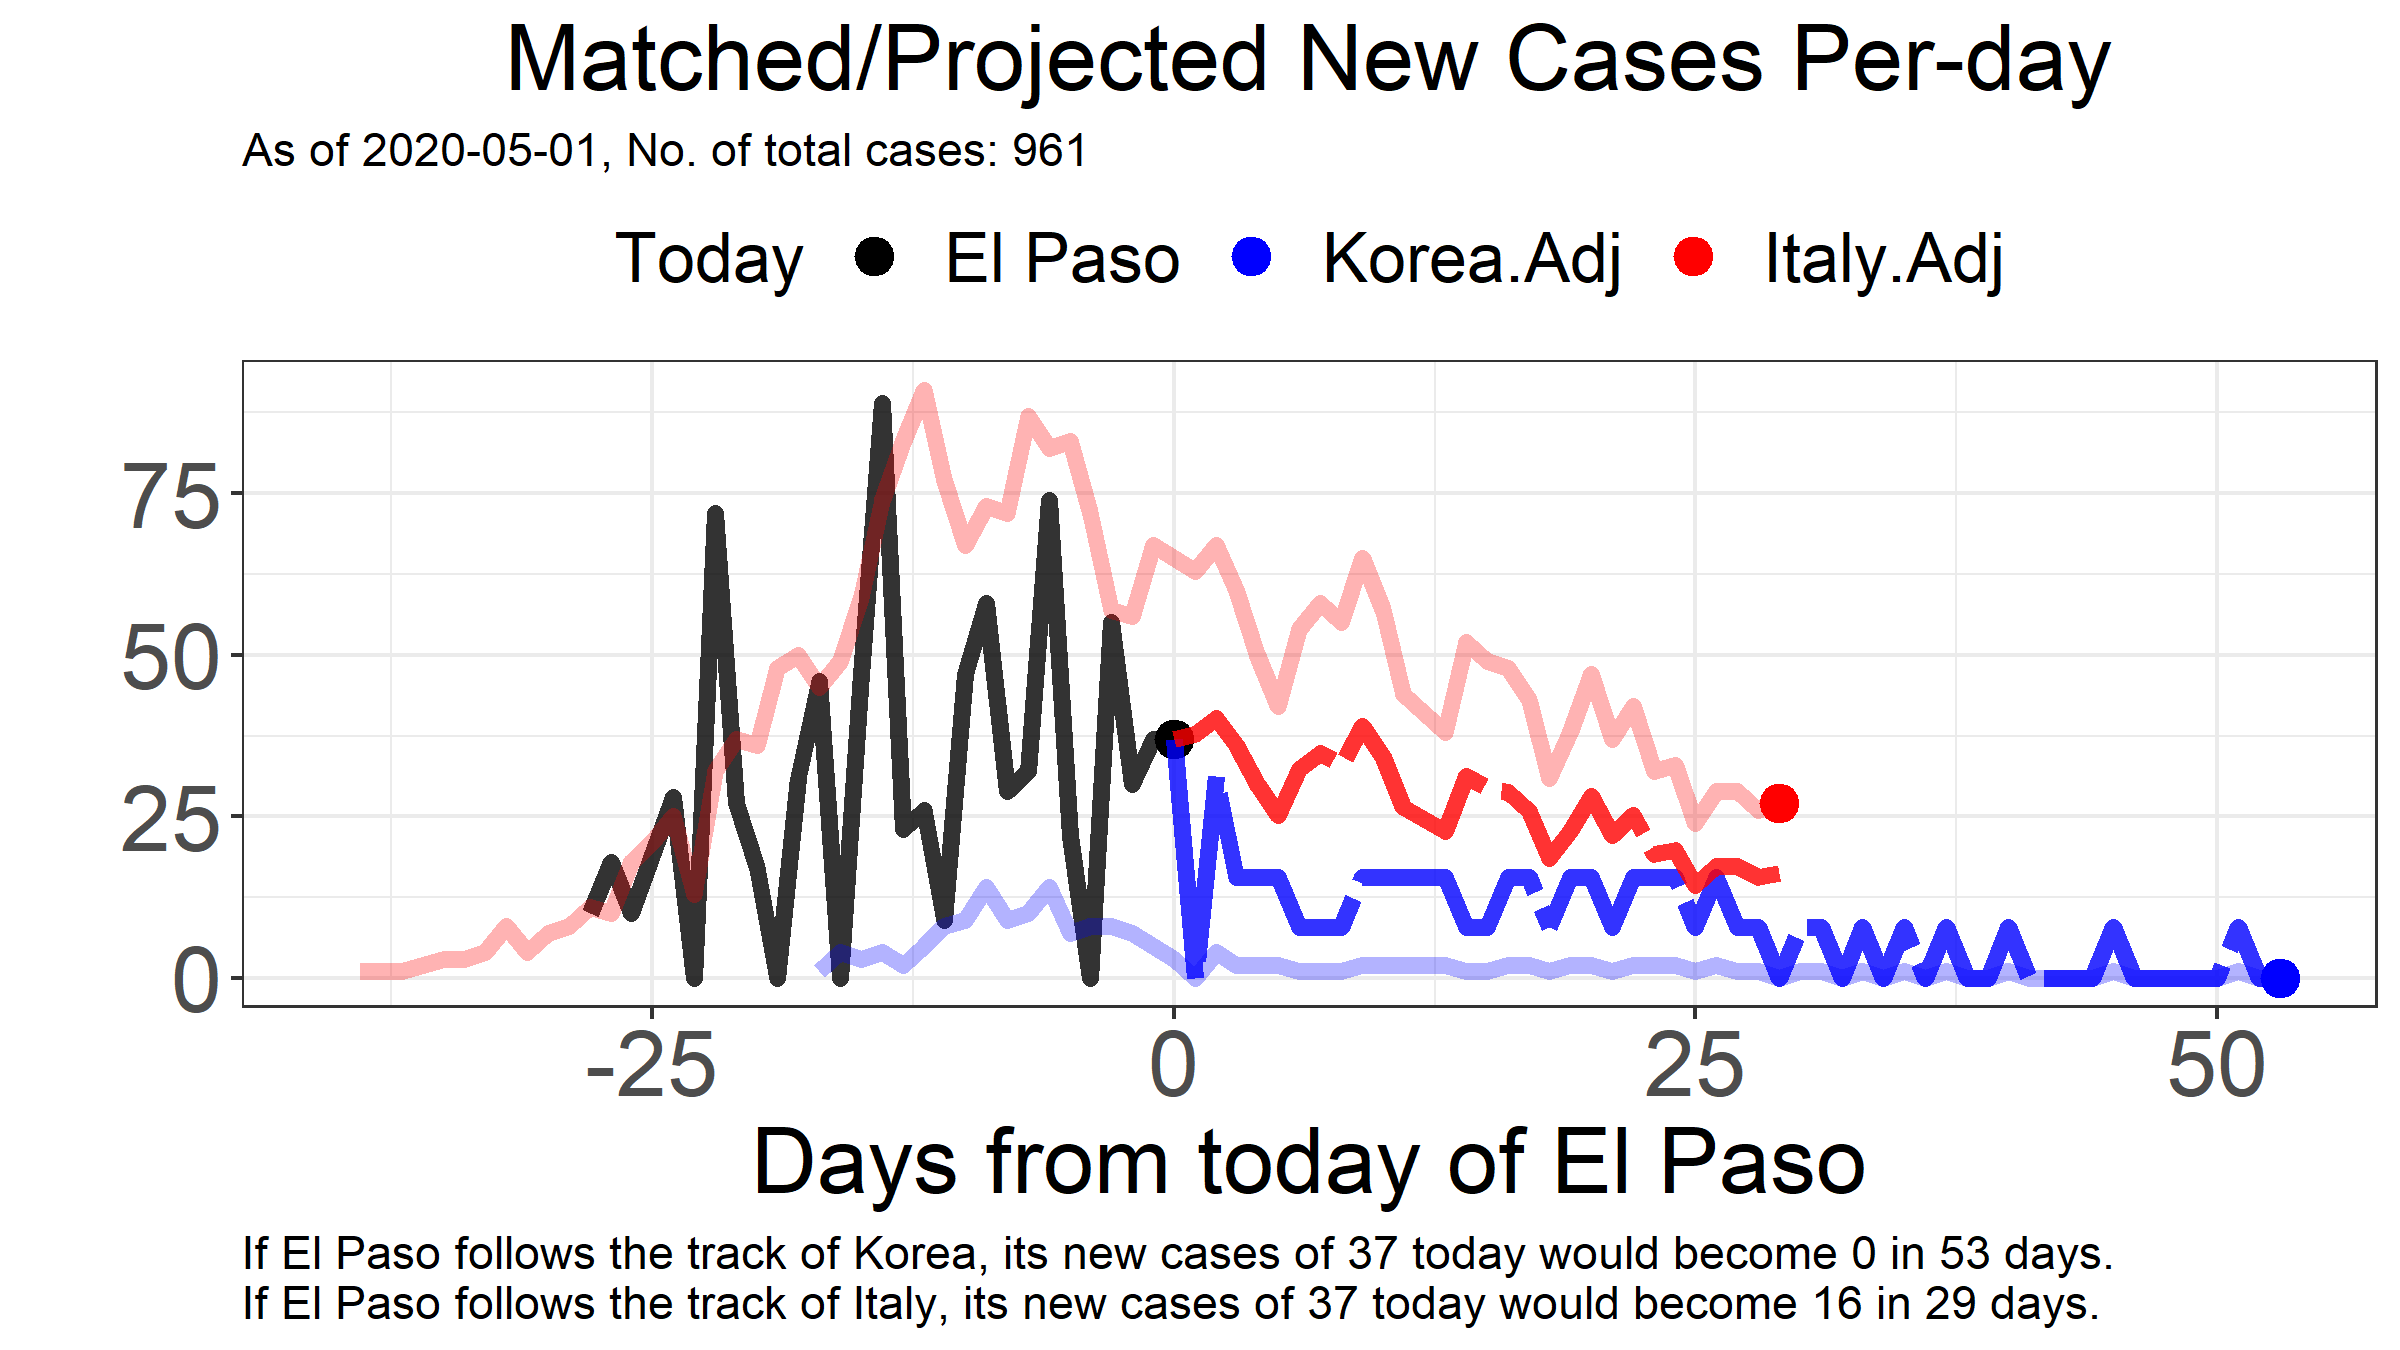 Matched/Projected New Cases Per-day
As of 2020-05-01, No. of total cases: 961
Today El Paso Korea.Adj Italy.Adj
75
50
25
0
-25 0 25 50
Days from today of El Paso
If El Paso follows the track of Korea, its new cases of 37 today would become 0 in 53 days.
If El Paso follows the track of Italy, its new cases of 37 today would become 16 in 29 days.